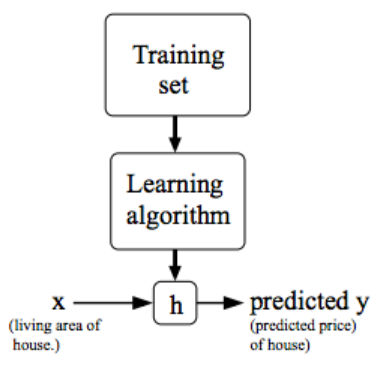 Training
set
Learning
algorithm
x
h
predicted y
(living area of
house.)
(predicted price)
of house)